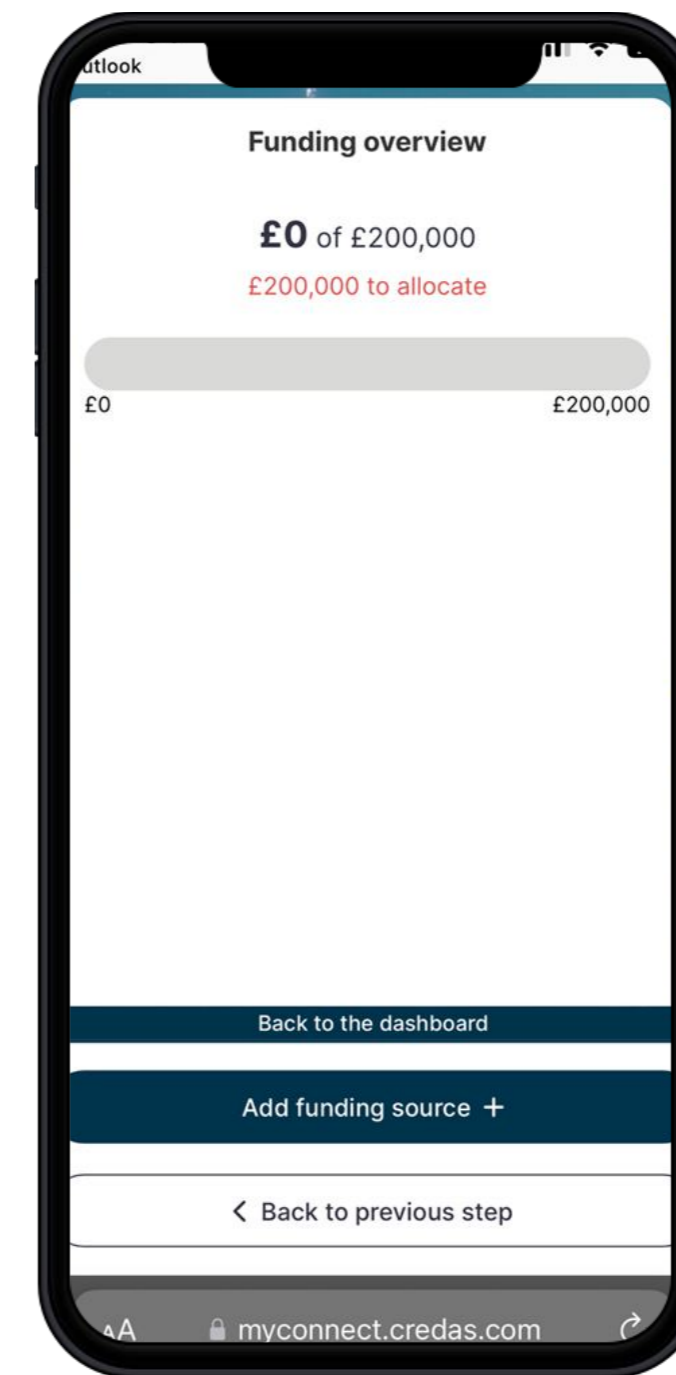 utlook
Funding overview
£0 of £200,000
£200,000 to allocate
£0 £200,000
Back to the dashboard
Add funding source +
< Back to previous step
AA myconnect.credas.com